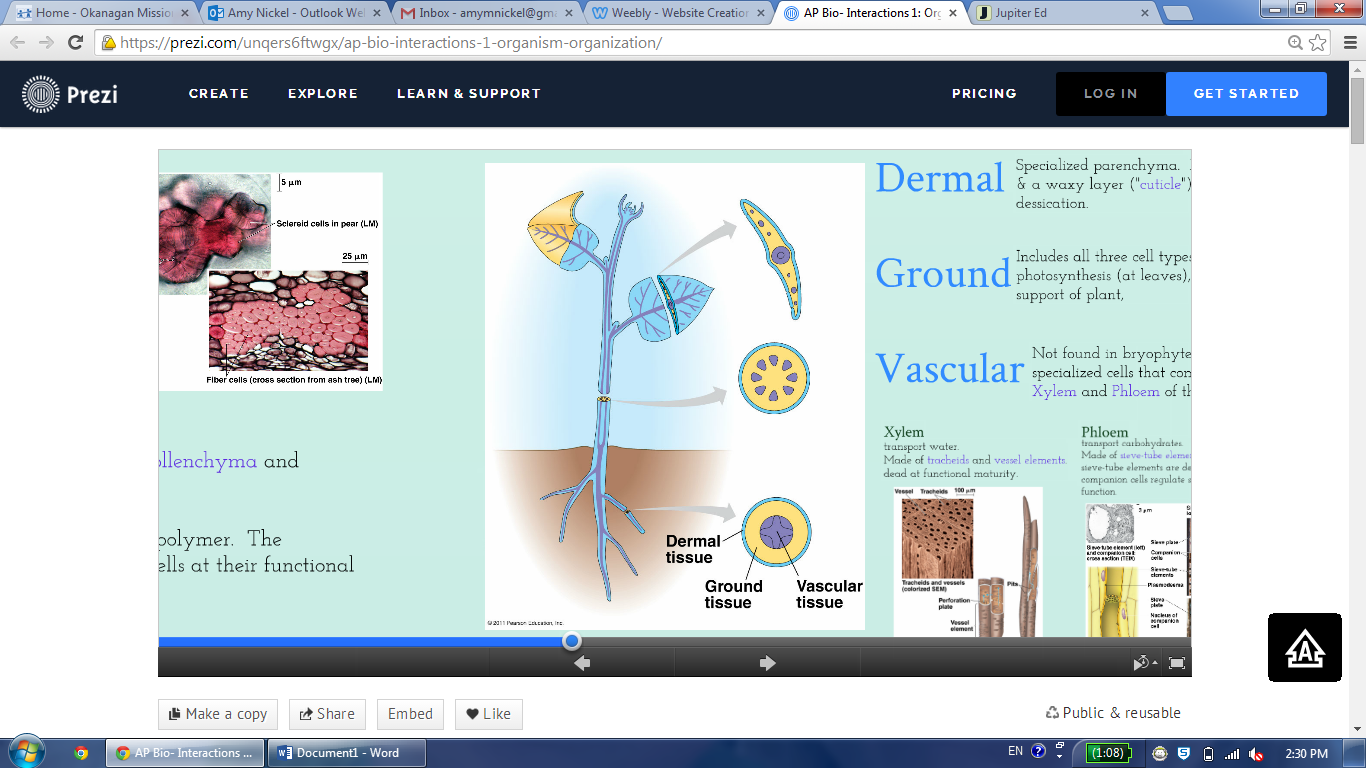 Home - Okanagan Mission
Amy Nickel - Outlook We
Inbox - amymnickel@gma
Weebly - Website Creation
AP Bio- Interactions 1: Org
Jupiter Ed
https://prezi.com/unqers6ftwgx/ap-bio-interactions-1-organism-organization/
Prezi
CREATE
EXPLORE
LEARN & SUPPORT
PRICING
LOG IN
GET STARTED
5 µm
Sclereid cells in pear (LM)
25 µm
Fiber cells (cross section from ash tree) (LM)
ollenchyma and
polymer. The
ells at their functional
Dermal tissue
Ground tissue
Vascular tissue
© 2011 Pearson Education, Inc.
Dermal
Specialized parenchyma.
& a waxy layer ("cuticle")
dessication.
Ground
Includes all three cell types
photosynthesis (at leaves),
support of plant,
Vascular
Not found in bryophyte
specialized cells that con
Xylem and Phloem of th
Xylem
transport water.
Made of tracheids and vessel elements.
dead at functional maturity.
Phloem
transport carbohydrates.
Made of sieve-tube eleme
sieve-tube elements are de
companion cells regulate s
function.
Vessel
Tracheids
100 µm
Tracheids and vessels
(colorized SEM)
Pits
Perforation
plate
Vessel
element
3 µm
Sieve-tube element (left)
and companion cell:
cross section (TEM)
Sieve plate
Companion
cells
Sieve-tube
elements
Plasmodesma
Sieve
plate
Nucleus of
companion
cell
A
Make a copy
Share
Embed
Like
Public & reusable
AP Bio- Interactions ...
Document1 - Word
EN
(1:08)
2:30 PM